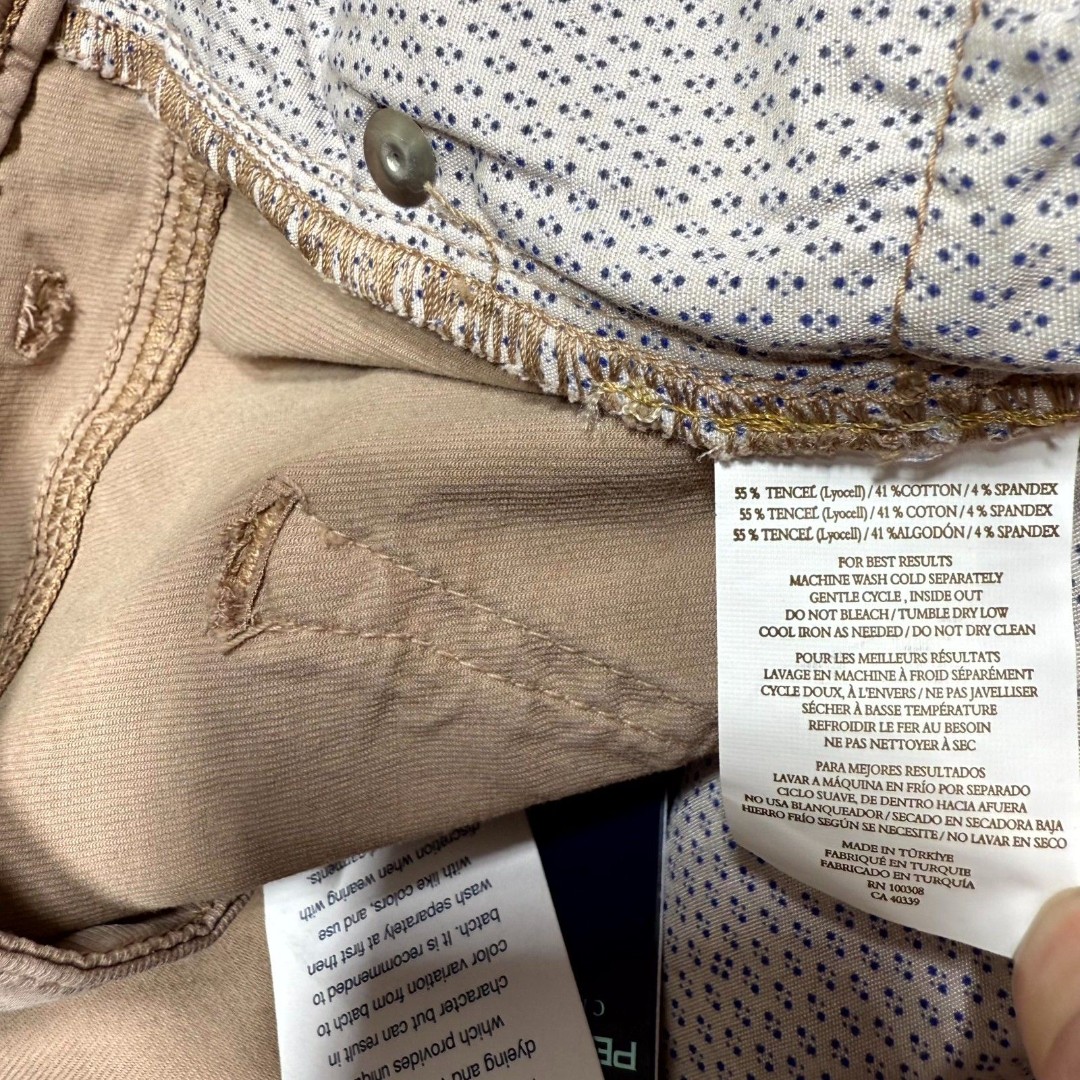 55 % TENCEL (Lyocell) / 41 %COTTON / 4 % SPANDEX
55 % TENCEL (Lyocell) / 41 % COTON / 4 % SPANDEX
55 % TENCEL (Lyocell) / 41 %ALGODÓN / 4 % SPANDEX
FOR BEST RESULTS
MACHINE WASH COLD SEPARATELY
GENTLE CYCLE , INSIDE OUT
DO NOT BLEACH / TUMBLE DRY LOW
COOL IRON AS NEEDED / DO NOT DRY CLEAN
POUR LES MEILLEURS RÉSULTATS
LAVAGE EN MACHINE À FROID SÉPARÉMENT
CYCLE DOUX, À L'ENVERS / NE PAS JAVELLISER
SÉCHER À BASSE TEMPÉRATURE
REFROIDIR LE FER AU BESOIN
NE PAS NETTOYER À SEC
PARA MEJORES RESULTADOS
LAVAR A MÁQUINA EN FRÍO POR SEPARADO
CICLO SUAVE, DE DENTRO HACIA AFUERA
NO USA BLANQUEADOR / SECADO EN SECADORA BAJA
HIERRO FRÍO SEGÚN SE NECESITE / NO LAVAR EN SECO
MADE IN TÜRKİYE
FABRIQUÉ EN TURQUIE
FABRICADO EN TURQUÍA
RN 100308
CA 40339
dyeing and
which provides
character but can result in
color variation from batch to
batch. It is recommended to
wash separately at first then
with like colors, and use
discretion when wearing with
garments.
PE
C